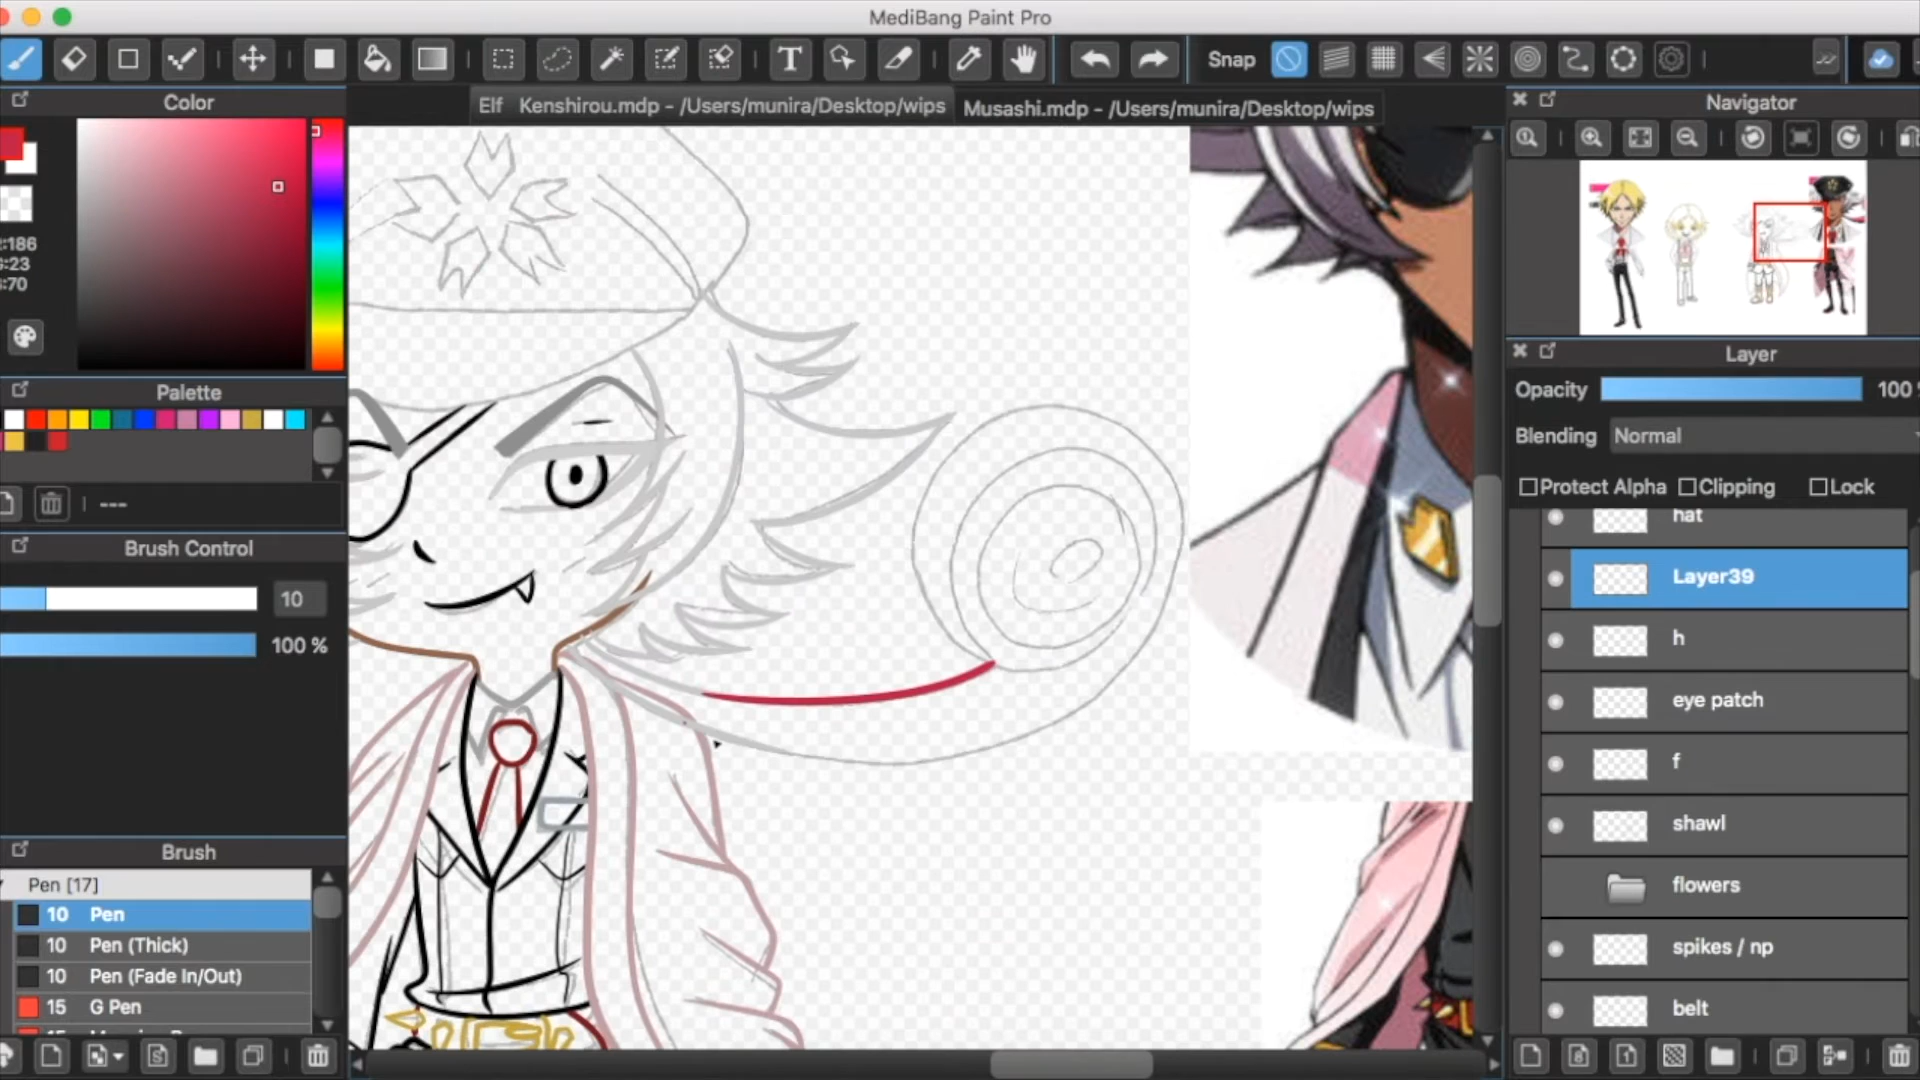 MediBang Paint Pro
T
Snap
Color
Elf Kenshirou.mdp - /Users/munira/Desktop/wips
Musashi.mdp - /Users/munira/Desktop/wips
Navigator
:186
:23
:70
Layer
Opacity
100
Palette
Blending
Normal
Protect Alpha
Clipping
Lock
---
hat
Brush Control
Layer39
10
100 %
h
eye patch
f
shawl
Brush
Pen [17]
flowers
10 Pen
10 Pen (Thick)
spikes / np
10 Pen (Fade In/Out)
15 G Pen
belt